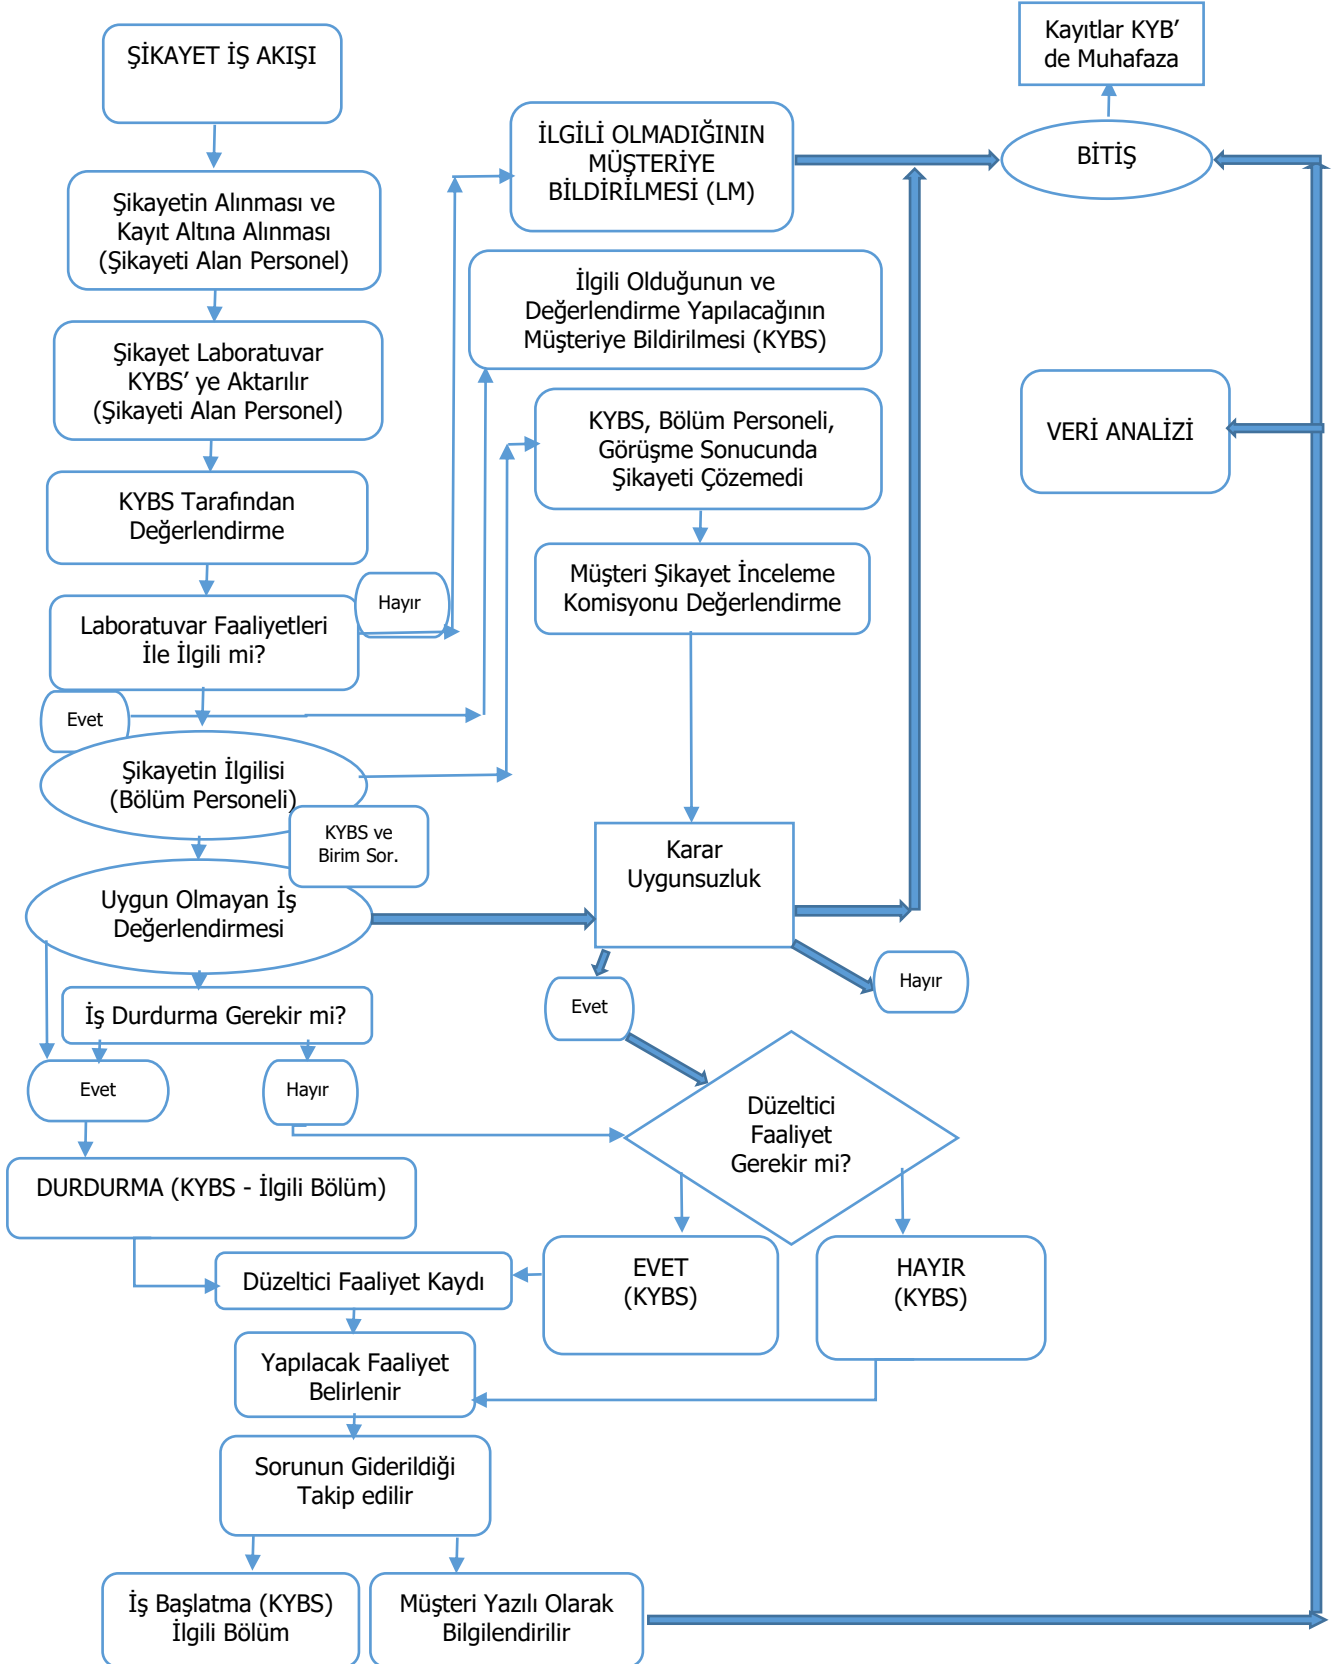 ŞİKAYET İŞ AKIŞI
Kayıtlar KYB’
de Muhafaza
İLGİLİ OLMADIĞININ
MÜŞTERİYE
BİLDİRİLMESİ (LM)
BİTİŞ
Şikayetin Alınması ve
Kayıt Altına Alınması
(Şikayeti Alan Personel)
İlgili Olduğunun ve
Değerlendirme Yapılacağının
Müşteriye Bildirilmesi (KYBS)
Şikayet Laboratuvar
KYBS’ ye Aktarılır
(Şikayeti Alan Personel)
KYBS, Bölüm Personeli,
Görüşme Sonucunda
Şikayeti Çözemedi
VERİ ANALİZİ
KYBS Tarafından
Değerlendirme
Müşteri Şikayet İnceleme
Komisyonu Değerlendirme
Hayır
Laboratuvar Faaliyetleri
İle İlgili mi?
Evet
Şikayetin İlgilisi
(Bölüm Personeli)
KYBS ve
Birim Sor.
Karar
Uygunsuzluk
Uygun Olmayan İş
Değerlendirmesi
Hayır
Evet
İş Durdurma Gerekir mi?
Evet
Hayır
Düzeltici
Faaliyet
Gerekir mi?
DURDURMA (KYBS - İlgili Bölüm)
Düzeltici Faaliyet Kaydı
EVET
(KYBS)
HAYIR
(KYBS)
Yapılacak Faaliyet
Belirlenir
Sorunun Giderildiği
Takip edilir
İş Başlatma (KYBS)
İlgili Bölüm
Müşteri Yazılı Olarak
Bilgilendirilir